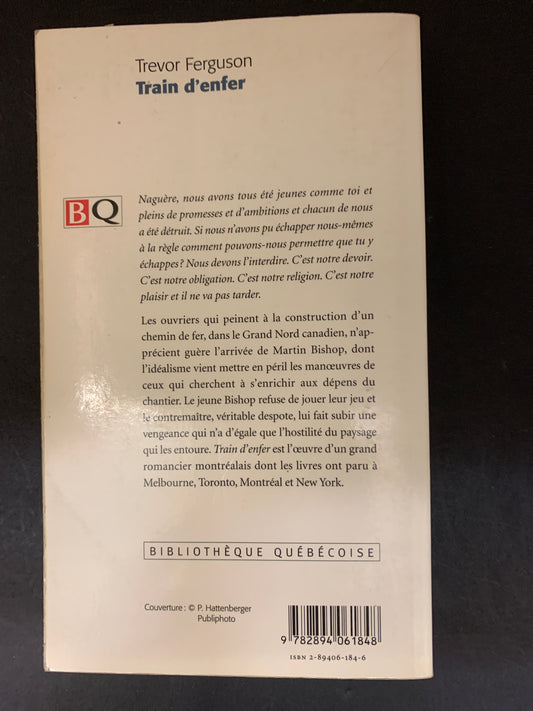 Trevor Ferguson
Train d'enfer
BQ
Naguère, nous avons tous été jeunes comme toi et
pleins de promesses et d'ambitions et chacun de nous
a été détruit. Si nous n'avons pu échapper nous-mêmes
à la règle comment pouvons-nous permettre que tu y
échappes? Nous devons l'interdire. C'est notre devoir.
C'est notre obligation. C'est notre religion. C'est notre
plaisir et il ne va pas tarder.
Les ouvriers qui peinent à la construction d'un
chemin de fer, dans le Grand Nord canadien, n'ap-
précient guère l'arrivée de Martin Bishop, dont
l'idéalisme vient mettre en péril les manœuvres de
ceux qui cherchent à s'enrichir aux dépens du
chantier. Le jeune Bishop refuse de jouer leur jeu et
le contremaître, véritable despote, lui fait subir une
vengeance qui n'a d'égale que l'hostilité du paysage
qui les entoure. Train d'enfer est l'œuvre d'un grand
romancier montréalais dont les livres ont paru à
Melbourne, Toronto, Montréal et New York.
BIBLIOTHÈQUE QUÉBÉCOISE
Couverture : © P. Hattenberger
Publiphoto
9 782894 061848
ISBN 2-89406-184-6